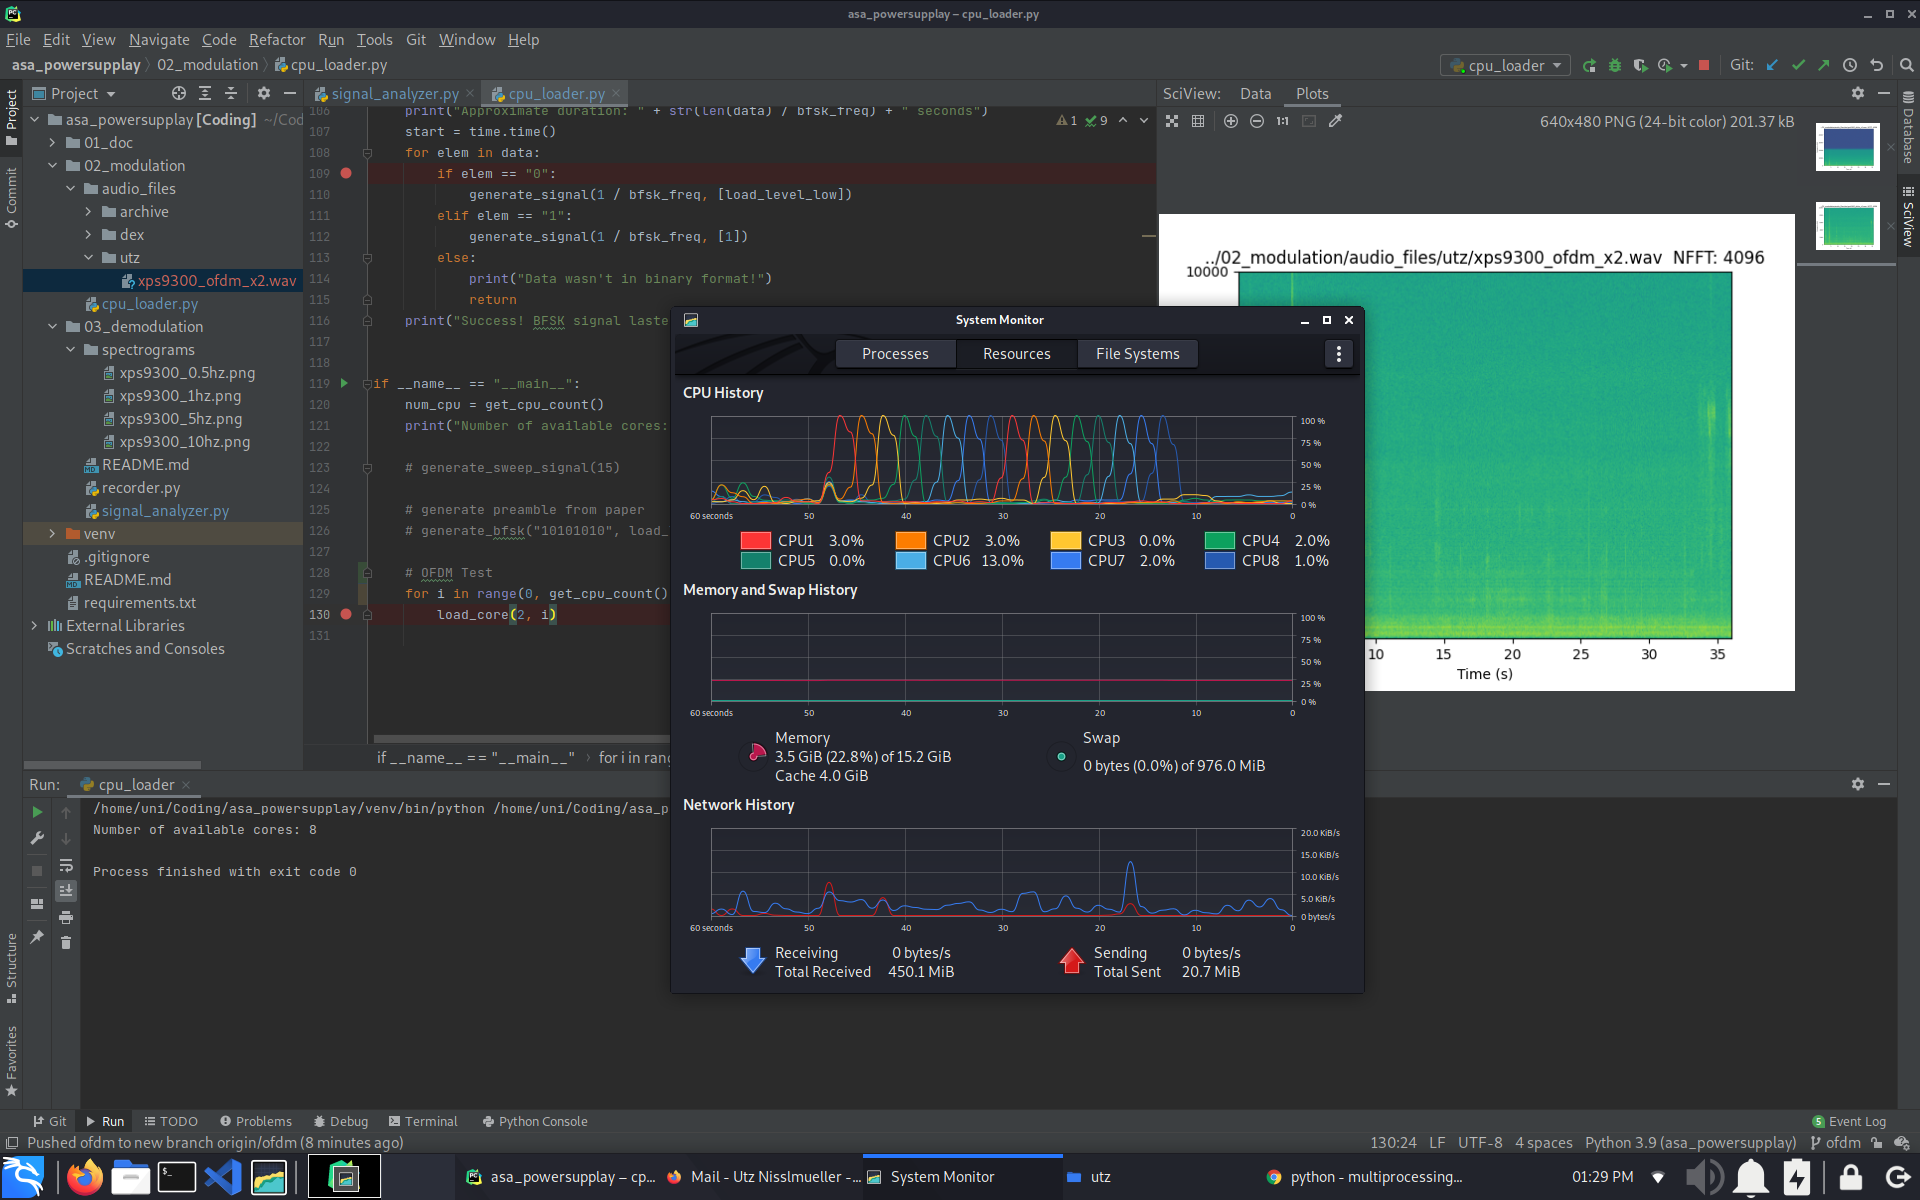 asa_powersupplay – cpu_loader.py
File Edit View Navigate Code Refactor Run Tools Git Window Help
asa_powersupplay 02_modulation cpu_loader.py
cpu_loader
Git:
Project
signal_analyzer.py
cpu_loader.py
SciView: Data Plots
640x480 PNG (24-bit color) 201.37 kB
Project
Commit
Structure
Favorites
Database
SciView
asa_powersupplay [Coding] ~/Cod
01_doc
02_modulation
audio_files
archive
dex
utz
xps9300_ofdm_x2.wav
cpu_loader.py
03_demodulation
spectrograms
xps9300_0.5hz.png
xps9300_1hz.png
xps9300_5hz.png
xps9300_10hz.png
README.md
recorder.py
signal_analyzer.py
venv
.gitignore
README.md
requirements.txt
External Libraries
Scratches and Consoles
106 print("Approximate duration: " + str(len(data) / bfsk_freq) + " seconds")
107 start = time.time()
108 for elem in data:
109 if elem == "0":
110 generate_signal(1 / bfsk_freq, [load_level_low])
111 elif elem == "1":
112 generate_signal(1 / bfsk_freq, [1])
113 else:
114 print("Data wasn't in binary format!")
115 return
116 print("Success! BFSK signal laste
117
118
119 if __name__ == "__main__":
120 num_cpu = get_cpu_count()
121 print("Number of available cores:
122
123 # generate_sweep_signal(15)
124
125 # generate preamble from paper
126 # generate_bfsk("10101010", load_
127
128 # OFDM Test
129 for i in range(0, get_cpu_count()
130 load_core(2, i)
131
1 9
if __name__ == "__main__" for i in rang
../02_modulation/audio_files/utz/xps9300_ofdm_x2.wav NFFT: 4096
10000
10 15 20 25 30 35
Time (s)
System Monitor
Processes Resources File Systems
CPU History
100 %
75 %
50 %
25 %
0 %
60 seconds 50 40 30 20 10 0
CPU1 3.0% CPU2 3.0% CPU3 0.0% CPU4 2.0%
CPU5 0.0% CPU6 13.0% CPU7 2.0% CPU8 1.0%
Memory and Swap History
100 %
75 %
50 %
25 %
0 %
60 seconds 50 40 30 20 10 0
Memory
3.5 GiB (22.8%) of 15.2 GiB
Cache 4.0 GiB
Swap
0 bytes (0.0%) of 976.0 MiB
Network History
20.0 KiB/s
15.0 KiB/s
10.0 KiB/s
5.0 KiB/s
0 bytes/s
60 seconds 50 40 30 20 10 0
Receiving 0 bytes/s
Total Received 450.1 MiB
Sending 0 bytes/s
Total Sent 20.7 MiB
Run: cpu_loader
/home/uni/Coding/asa_powersupplay/venv/bin/python /home/uni/Coding/asa_p
Number of available cores: 8
Process finished with exit code 0
Git Run TODO Problems Debug Terminal Python Console
5 Event Log
Pushed ofdm to new branch origin/ofdm (8 minutes ago)
130:24 LF UTF-8 4 spaces Python 3.9 (asa_powersupplay) ofdm
asa_powersupplay – cp...
Mail - Utz Nisslmueller -...
System Monitor
utz
python - multiprocessing...
01:29 PM